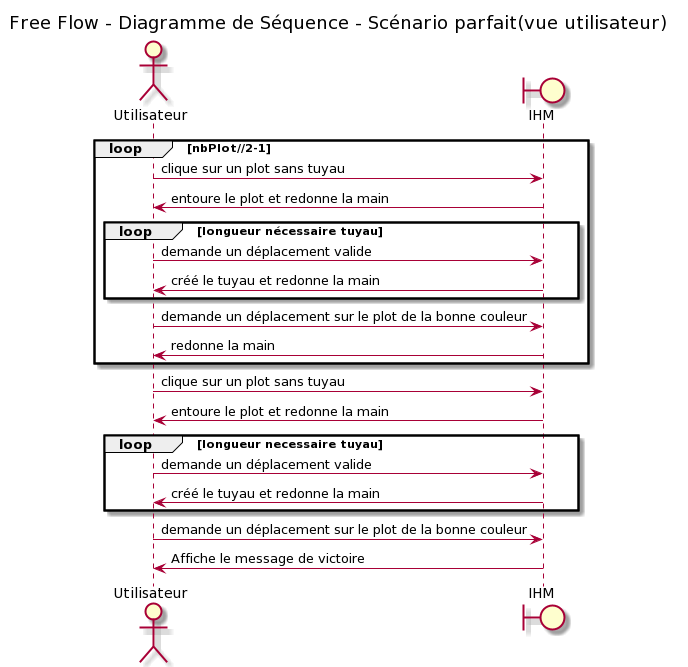 Free Flow - Diagramme de Séquence - Scénario parfait(vue utilisateur)
Utilisateur
IHM
loop [nbPlot//2-1]
clique sur un plot sans tuyau
entoure le plot et redonne la main
loop [longueur nécessaire tuyau]
demande un déplacement valide
créé le tuyau et redonne la main
demande un déplacement sur le plot de la bonne couleur
redonne la main
clique sur un plot sans tuyau
entoure le plot et redonne la main
loop [longueur necessaire tuyau]
demande un déplacement valide
créé le tuyau et redonne la main
demande un déplacement sur le plot de la bonne couleur
Affiche le message de victoire
Utilisateur
IHM